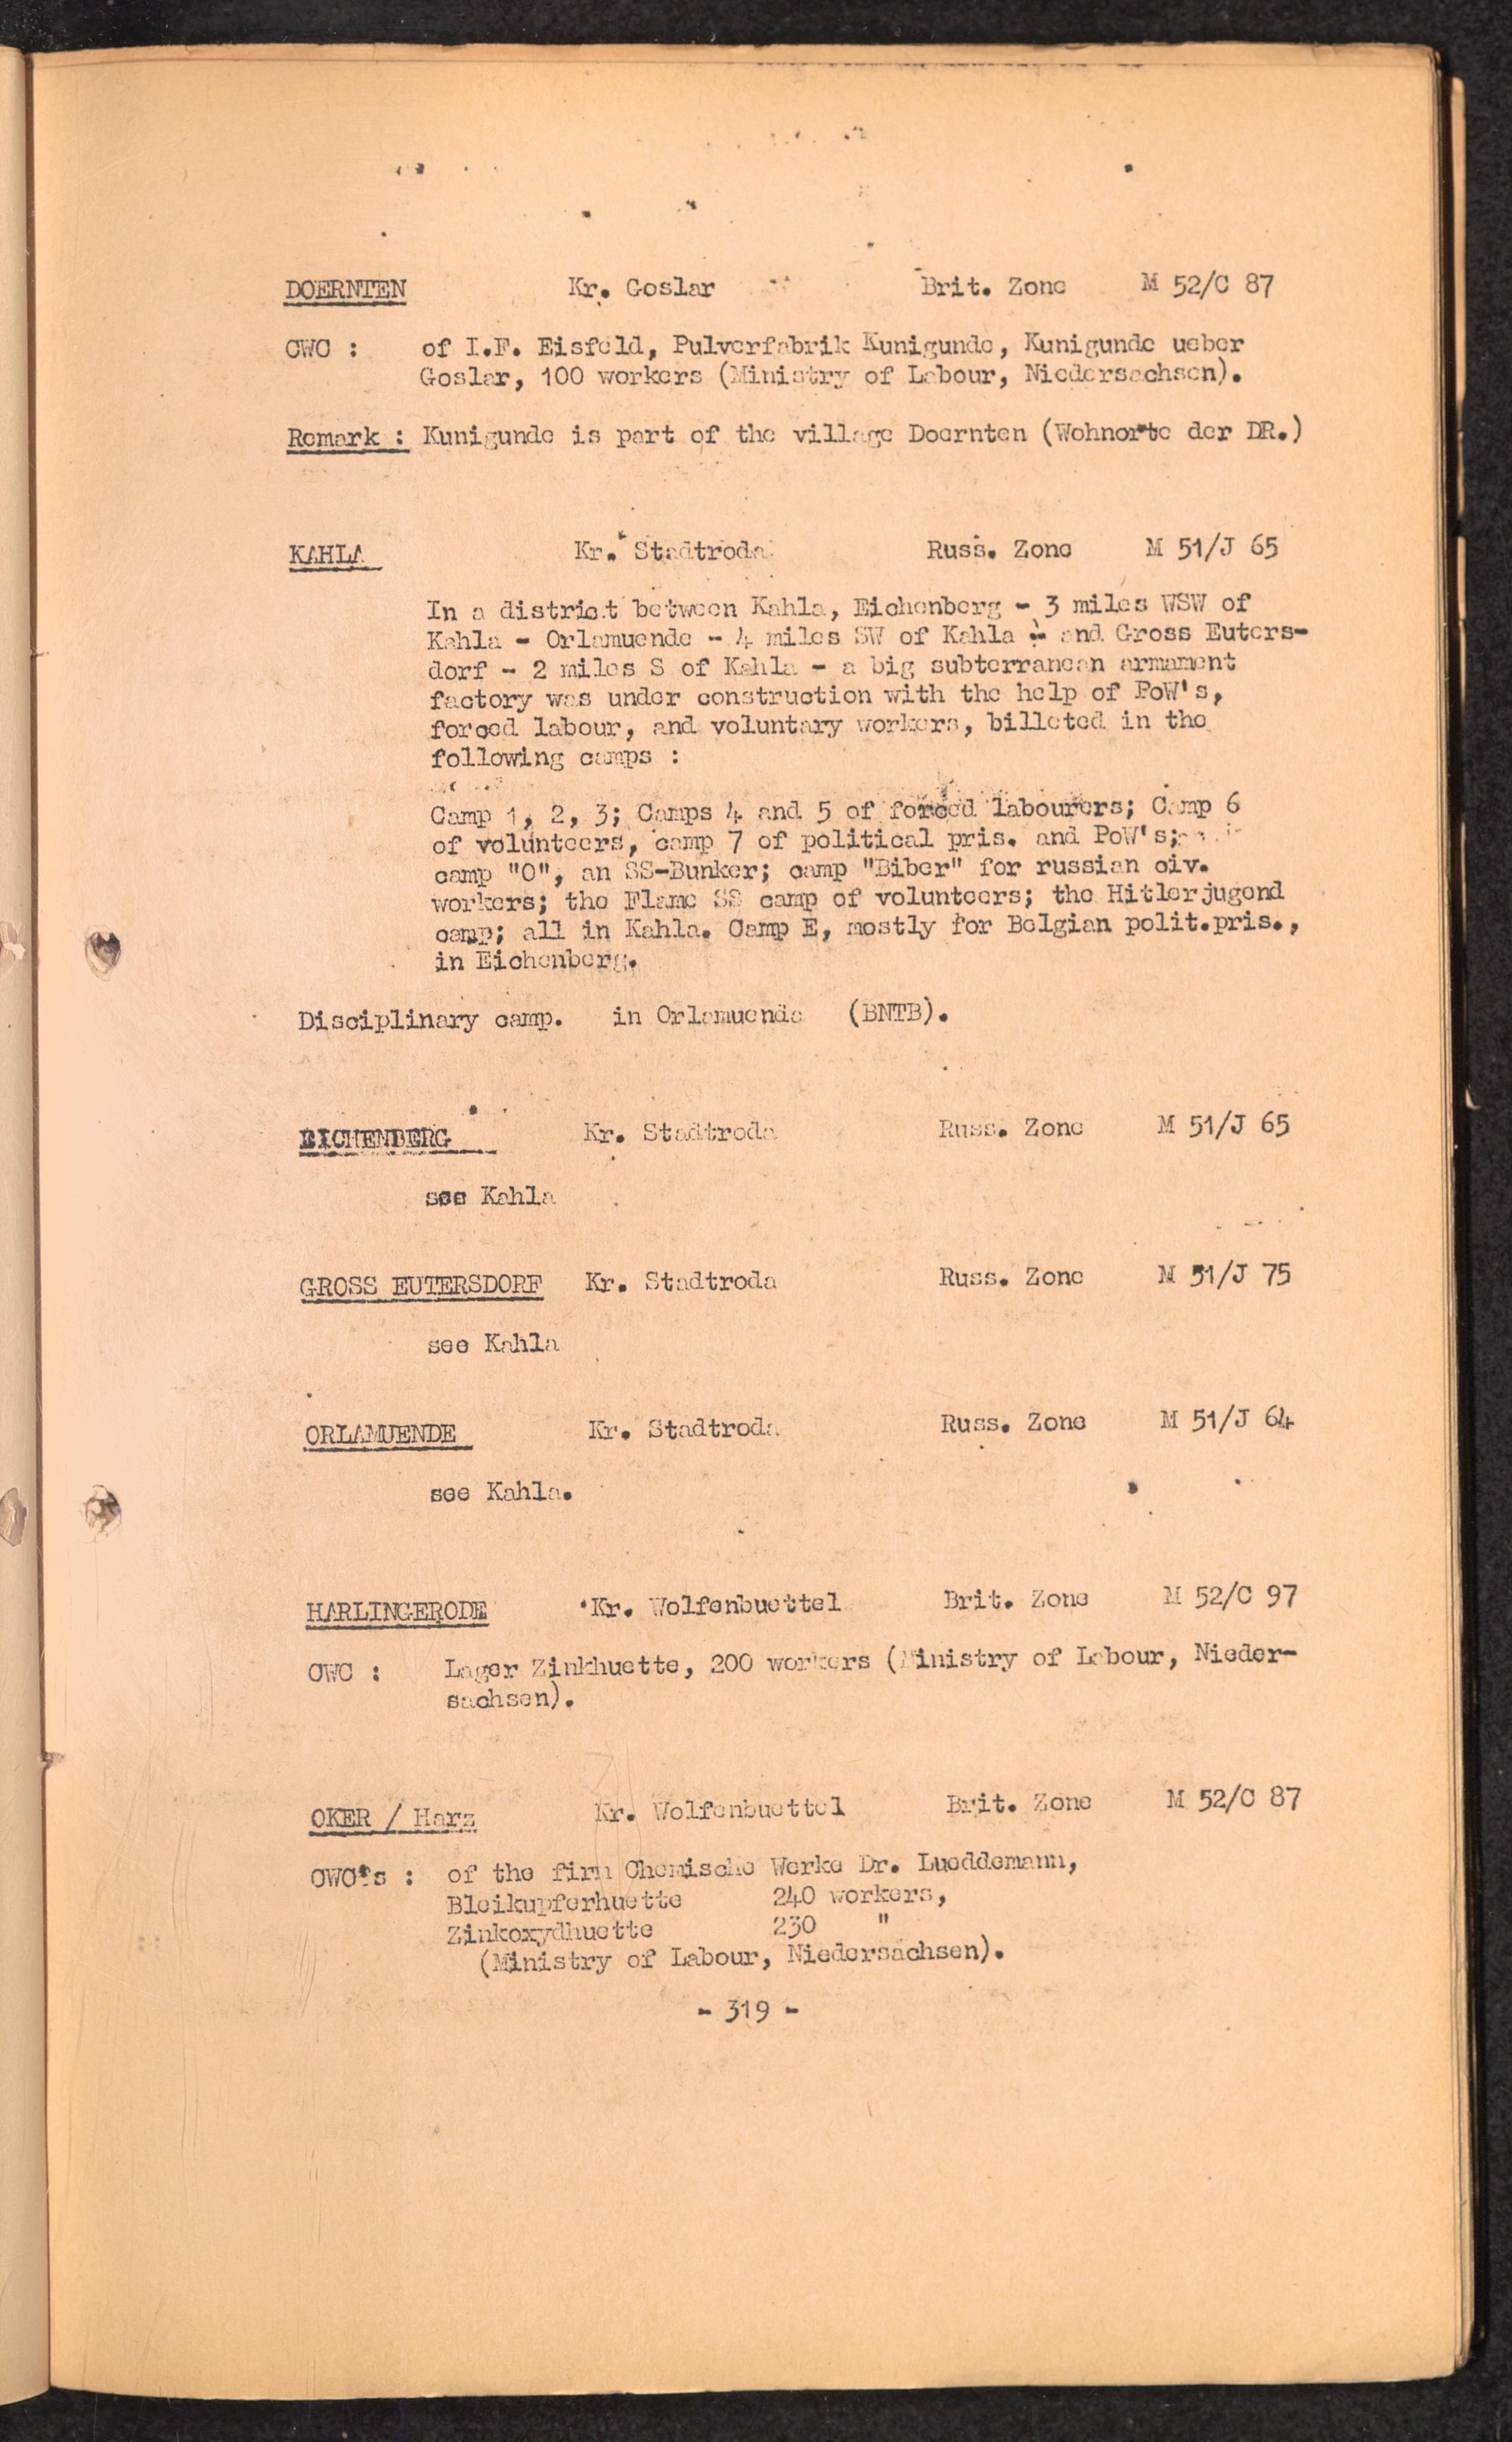 DOERNTEN Kr. Goslar Brit. Zone M 52/C 87
CWC : of I.F. Eisfeld, Pulverfabrik Kunigunde, Kunigunde ueber
Goslar, 100 workers (Ministry of Labour, Niedersachsen).
Remark : Kunigunde is part of the village Doernten (Wohnorte der DR.)
KAHLA Kr. Stadtroda Russ. Zone M 51/J 65
In a district between Kahla, Eichenberg - 3 miles WSW of
Kahla - Orlamuende - 4 miles SW of Kahla - and Gross Euters-
dorf - 2 miles S of Kahla - a big subterranean armament
factory was under construction with the help of PoW's,
forced labour, and voluntary workers, billeted in the
following camps :
Camp 1, 2, 3; Camps 4 and 5 of forced labourers; Camp 6
of volunteers, camp 7 of political pris. and PoW's;
camp "O", an SS-Bunker; camp "Biber" for russian civ.
workers; the Flame SS camp of volunteers; the Hitlerjugend
camp; all in Kahla. Camp E, mostly for Belgian polit.pris.,
in Eichenberg.
Disciplinary camp. in Orlamuende (BNTB).
EICHENBERG Kr. Stadtroda Russ. Zone M 51/J 65
see Kahla
GROSS EUTERSDORF Kr. Stadtroda Russ. Zone M 51/J 75
see Kahla
ORLAMUENDE Kr. Stadtroda Russ. Zone M 51/J 64
see Kahla.
HARLINGERODE Kr. Wolfenbuettel Brit. Zone M 52/C 97
CWC : Lager Zinkhuette, 200 workers (Ministry of Labour, Nieder-
sachsen).
OKER / Harz Kr. Wolfenbuettel Brit. Zone M 52/C 87
CWC's : of the firm Chemische Werke Dr. Lueddemann,
Bleikupferhuette 240 workers,
Zinkoxydhuette 230 "
(Ministry of Labour, Niedersachsen).
- 319 -